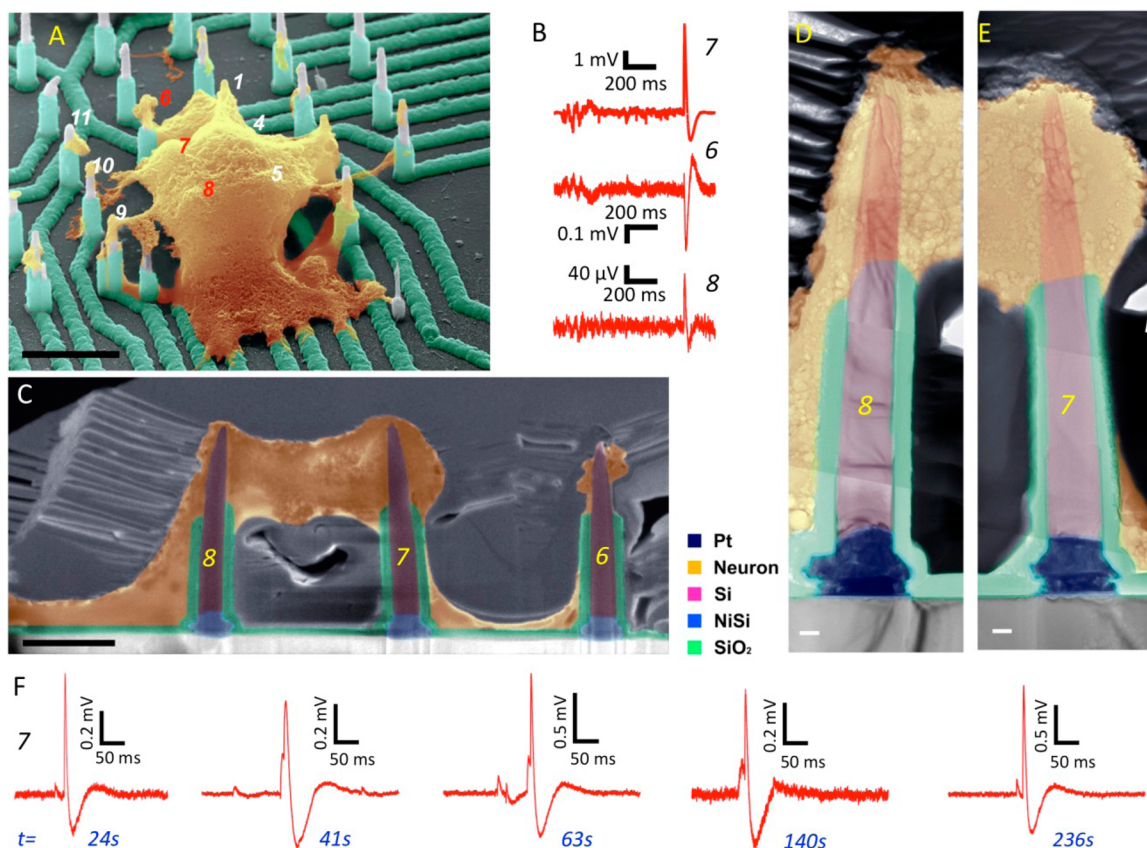 A
1
6
4
11
7
10
5
8
9
B
7
1 mV
200 ms
6
200 ms
0.1 mV
40 µV
200 ms
8
C
8
7
6
Pt
Neuron
Si
NiSi
SiO₂
D
8
E
7
F
7
0.2 mV
50 ms
0.2 mV
50 ms
0.5 mV
50 ms
0.2 mV
50 ms
0.5 mV
50 ms
t= 24s 41s 63s 140s 236s